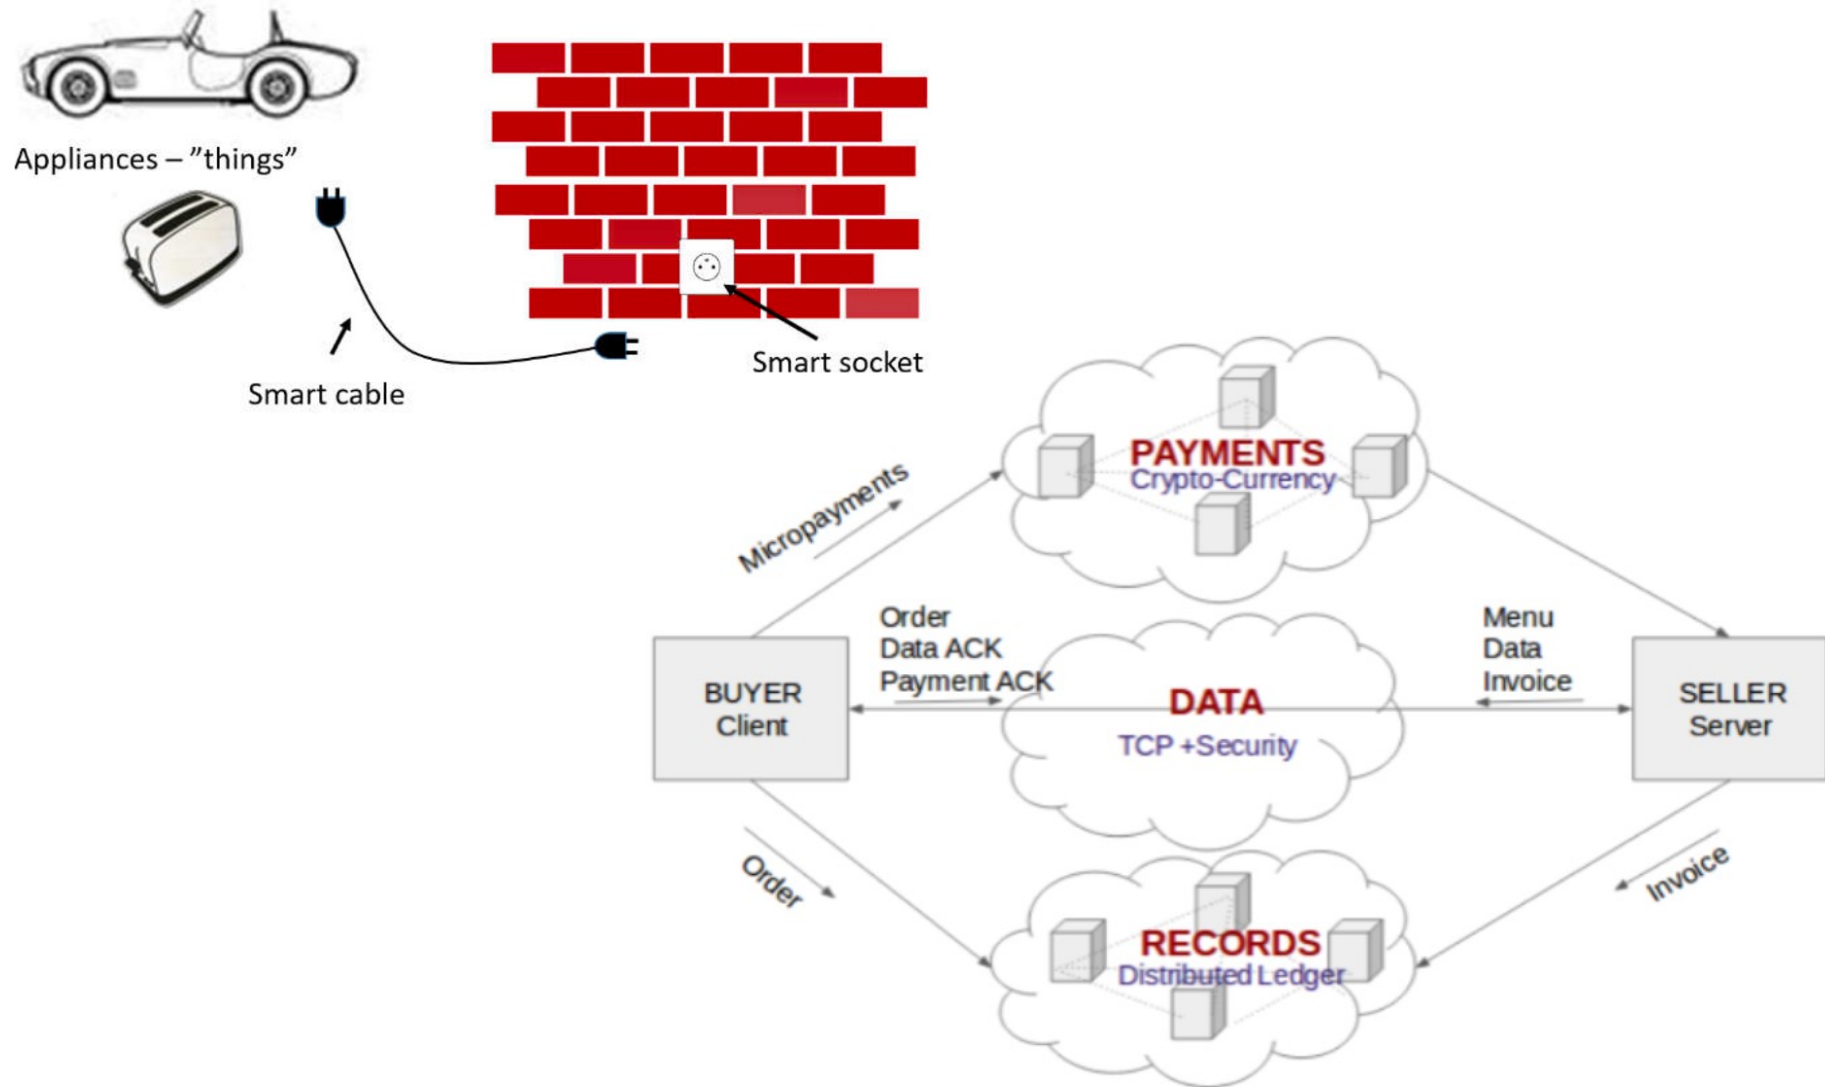 Appliances – ”things”
Smart cable
Smart socket
PAYMENTS
Crypto-Currency
Micropayments
Order
Data ACK
Payment ACK
Menu
Data
Invoice
BUYER
Client
DATA
TCP +Security
SELLER
Server
Order
Invoice
RECORDS
Distributed Ledger